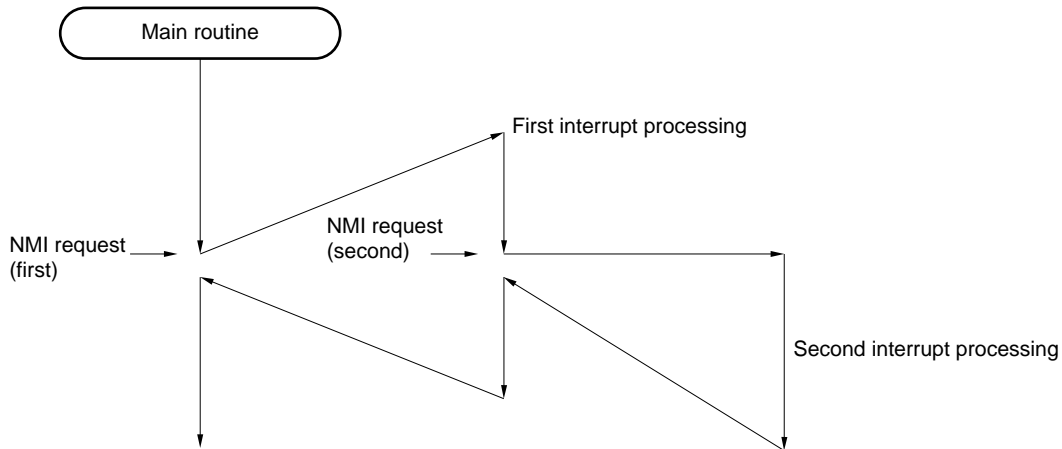 Main routine
First interrupt processing
NMI request
(first)
NMI request
(second)
Second interrupt processing